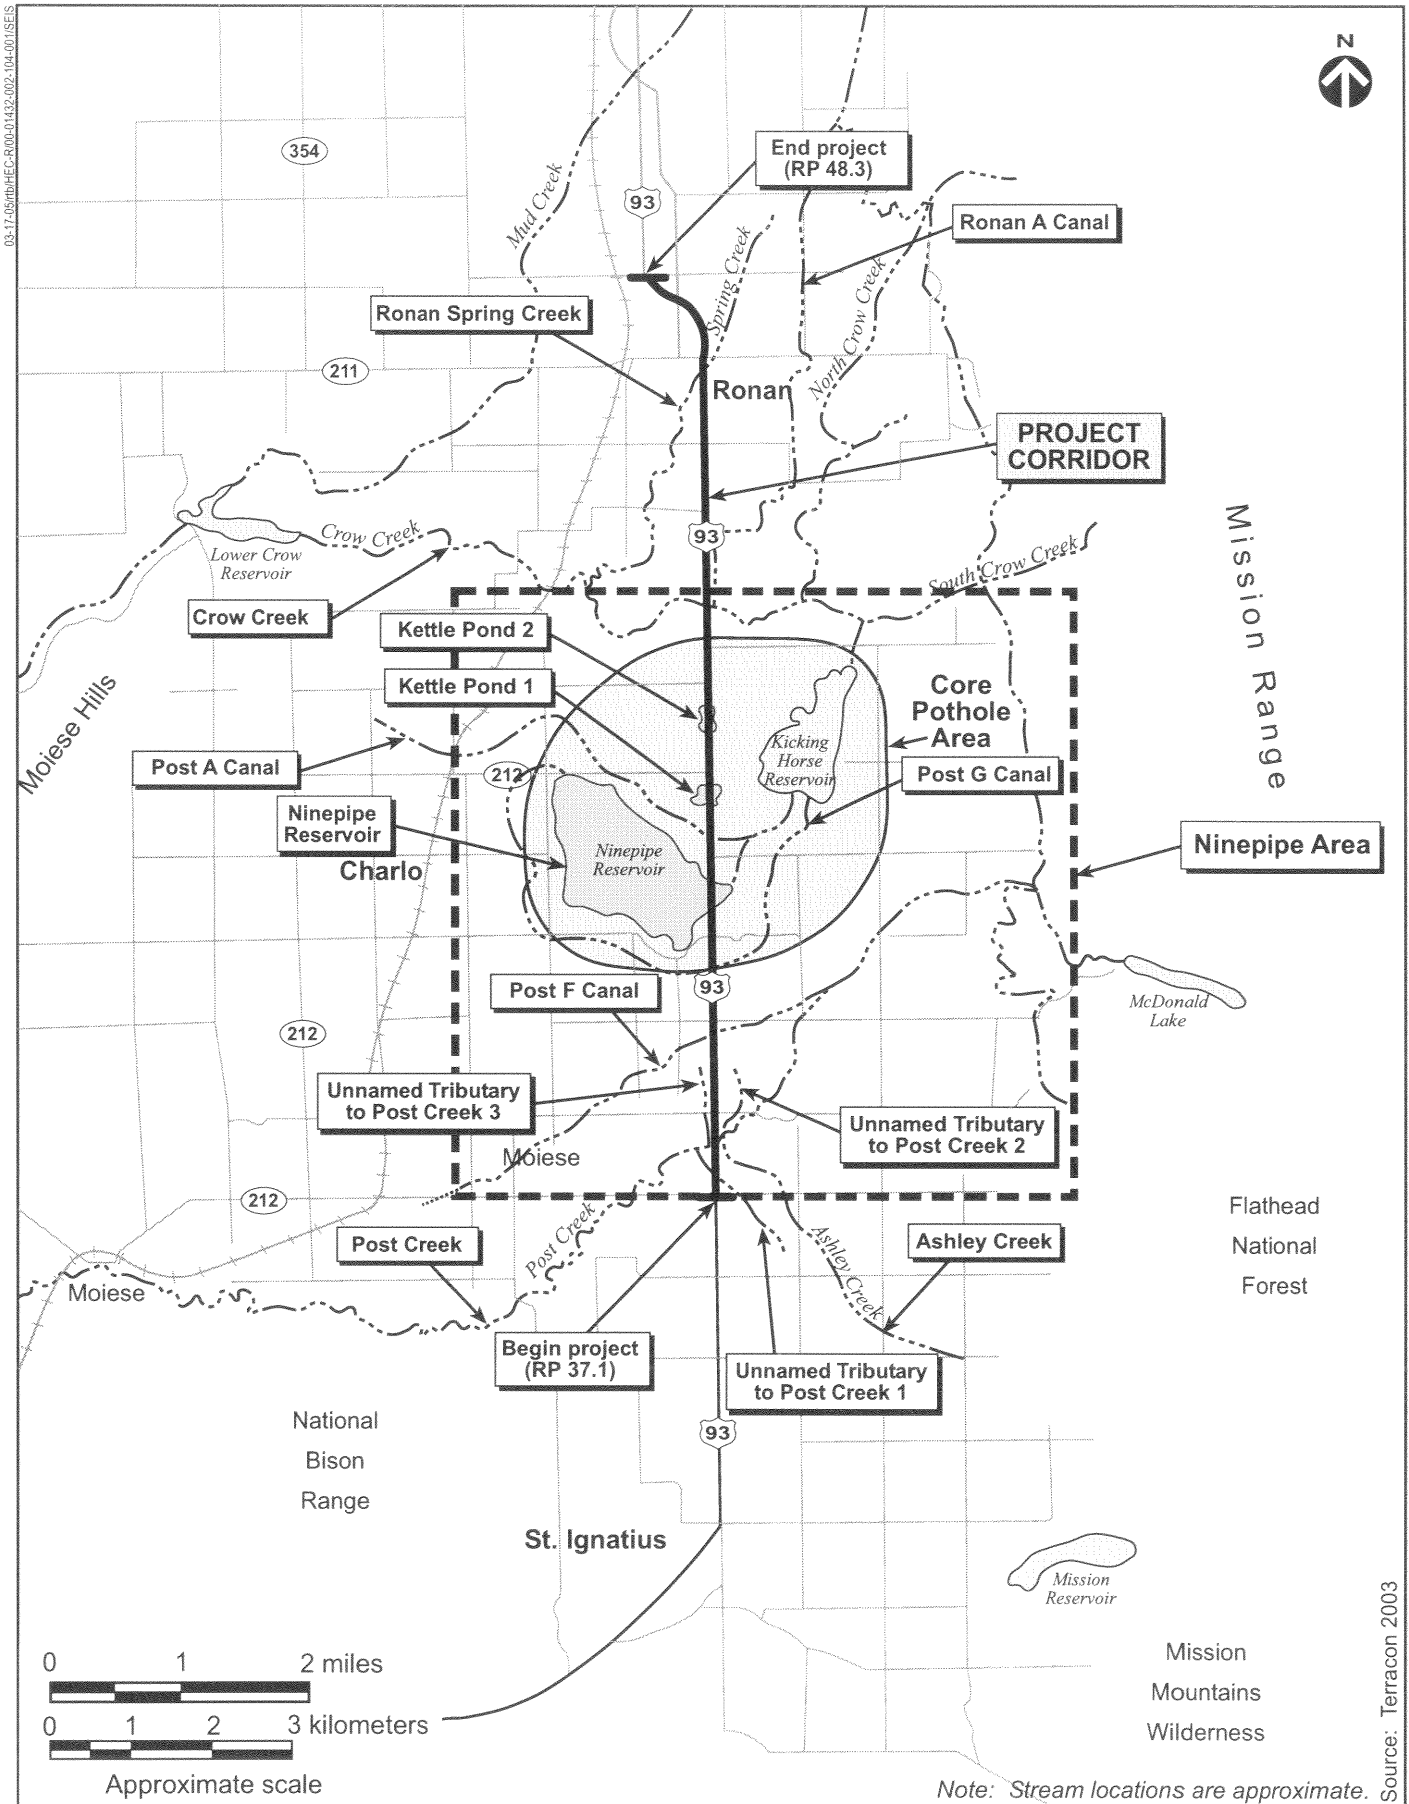 03-17-05/rtb/HEC-R/00-01432-002-104-001/SEIS
N
354
End project
(RP 48.3)
Mud Creek
93
Ronan A Canal
Spring Creek
North Crow Creek
Ronan Spring Creek
211
Ronan
PROJECT
CORRIDOR
Mission Range
Crow Creek
93
Lower Crow
Reservoir
South Crow Creek
Crow Creek
Kettle Pond 2
Kettle Pond 1
Core
Pothole
Area
Moiese Hills
Kicking
Horse
Reservoir
Post A Canal
212
Post G Canal
Ninepipe
Reservoir
Ninepipe
Reservoir
Ninepipe Area
Charlo
Post F Canal
93
McDonald
Lake
212
Unnamed Tributary
to Post Creek 3
Unnamed Tributary
to Post Creek 2
Moiese
212
Flathead
National
Forest
Post Creek
Post Creek
Ashley Creek
Ashley Creek
Moiese
Begin project
(RP 37.1)
Unnamed Tributary
to Post Creek 1
National
Bison
Range
93
St. Ignatius
Mission
Reservoir
Mission
Mountains
Wilderness
0 1 2 miles
0 1 2 3 kilometers
Approximate scale
Note: Stream locations are approximate.
Source: Terracon 2003